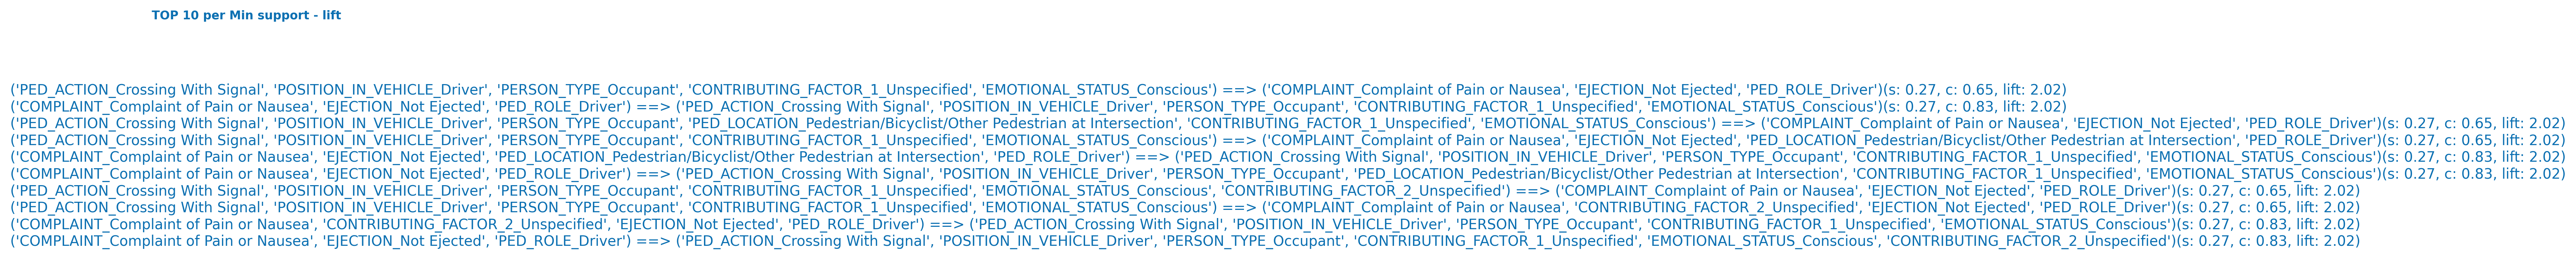 TOP 10 per Min support - lift
('PED_ACTION_Crossing With Signal', 'POSITION_IN_VEHICLE_Driver', 'PERSON_TYPE_Occupant', 'CONTRIBUTING_FACTOR_1_Unspecified', 'EMOTIONAL_STATUS_Conscious') ==> ('COMPLAINT_Complaint of Pain or Nausea', 'EJECTION_Not Ejected', 'PED_ROLE_Driver')(s: 0.27, c: 0.65, lift: 2.02)
('COMPLAINT_Complaint of Pain or Nausea', 'EJECTION_Not Ejected', 'PED_ROLE_Driver') ==> ('PED_ACTION_Crossing With Signal', 'POSITION_IN_VEHICLE_Driver', 'PERSON_TYPE_Occupant', 'CONTRIBUTING_FACTOR_1_Unspecified', 'EMOTIONAL_STATUS_Conscious')(s: 0.27, c: 0.83, lift: 2.02)
('PED_ACTION_Crossing With Signal', 'POSITION_IN_VEHICLE_Driver', 'PERSON_TYPE_Occupant', 'PED_LOCATION_Pedestrian/Bicyclist/Other Pedestrian at Intersection', 'CONTRIBUTING_FACTOR_1_Unspecified', 'EMOTIONAL_STATUS_Conscious') ==> ('COMPLAINT_Complaint of Pain or Nausea', 'EJECTION_Not Ejected', 'PED_ROLE_Driver')(s: 0.27, c: 0.65, lift: 2.02)
('PED_ACTION_Crossing With Signal', 'POSITION_IN_VEHICLE_Driver', 'PERSON_TYPE_Occupant', 'CONTRIBUTING_FACTOR_1_Unspecified', 'EMOTIONAL_STATUS_Conscious') ==> ('COMPLAINT_Complaint of Pain or Nausea', 'EJECTION_Not Ejected', 'PED_LOCATION_Pedestrian/Bicyclist/Other Pedestrian at Intersection', 'PED_ROLE_Driver')(s: 0.27, c: 0.65, lift: 2.02)
('COMPLAINT_Complaint of Pain or Nausea', 'EJECTION_Not Ejected', 'PED_LOCATION_Pedestrian/Bicyclist/Other Pedestrian at Intersection', 'PED_ROLE_Driver') ==> ('PED_ACTION_Crossing With Signal', 'POSITION_IN_VEHICLE_Driver', 'PERSON_TYPE_Occupant', 'CONTRIBUTING_FACTOR_1_Unspecified', 'EMOTIONAL_STATUS_Conscious')(s: 0.27, c: 0.83, lift: 2.02)
('COMPLAINT_Complaint of Pain or Nausea', 'EJECTION_Not Ejected', 'PED_ROLE_Driver') ==> ('PED_ACTION_Crossing With Signal', 'POSITION_IN_VEHICLE_Driver', 'PERSON_TYPE_Occupant', 'PED_LOCATION_Pedestrian/Bicyclist/Other Pedestrian at Intersection', 'CONTRIBUTING_FACTOR_1_Unspecified', 'EMOTIONAL_STATUS_Conscious')(s: 0.27, c: 0.83, lift: 2.02)
('PED_ACTION_Crossing With Signal', 'POSITION_IN_VEHICLE_Driver', 'PERSON_TYPE_Occupant', 'CONTRIBUTING_FACTOR_1_Unspecified', 'EMOTIONAL_STATUS_Conscious', 'CONTRIBUTING_FACTOR_2_Unspecified') ==> ('COMPLAINT_Complaint of Pain or Nausea', 'EJECTION_Not Ejected', 'PED_ROLE_Driver')(s: 0.27, c: 0.65, lift: 2.02)
('PED_ACTION_Crossing With Signal', 'POSITION_IN_VEHICLE_Driver', 'PERSON_TYPE_Occupant', 'CONTRIBUTING_FACTOR_1_Unspecified', 'EMOTIONAL_STATUS_Conscious') ==> ('COMPLAINT_Complaint of Pain or Nausea', 'CONTRIBUTING_FACTOR_2_Unspecified', 'EJECTION_Not Ejected', 'PED_ROLE_Driver')(s: 0.27, c: 0.65, lift: 2.02)
('COMPLAINT_Complaint of Pain or Nausea', 'CONTRIBUTING_FACTOR_2_Unspecified', 'EJECTION_Not Ejected', 'PED_ROLE_Driver') ==> ('PED_ACTION_Crossing With Signal', 'POSITION_IN_VEHICLE_Driver', 'PERSON_TYPE_Occupant', 'CONTRIBUTING_FACTOR_1_Unspecified', 'EMOTIONAL_STATUS_Conscious')(s: 0.27, c: 0.83, lift: 2.02)
('COMPLAINT_Complaint of Pain or Nausea', 'EJECTION_Not Ejected', 'PED_ROLE_Driver') ==> ('PED_ACTION_Crossing With Signal', 'POSITION_IN_VEHICLE_Driver', 'PERSON_TYPE_Occupant', 'CONTRIBUTING_FACTOR_1_Unspecified', 'EMOTIONAL_STATUS_Conscious', 'CONTRIBUTING_FACTOR_2_Unspecified')(s: 0.27, c: 0.83, lift: 2.02)